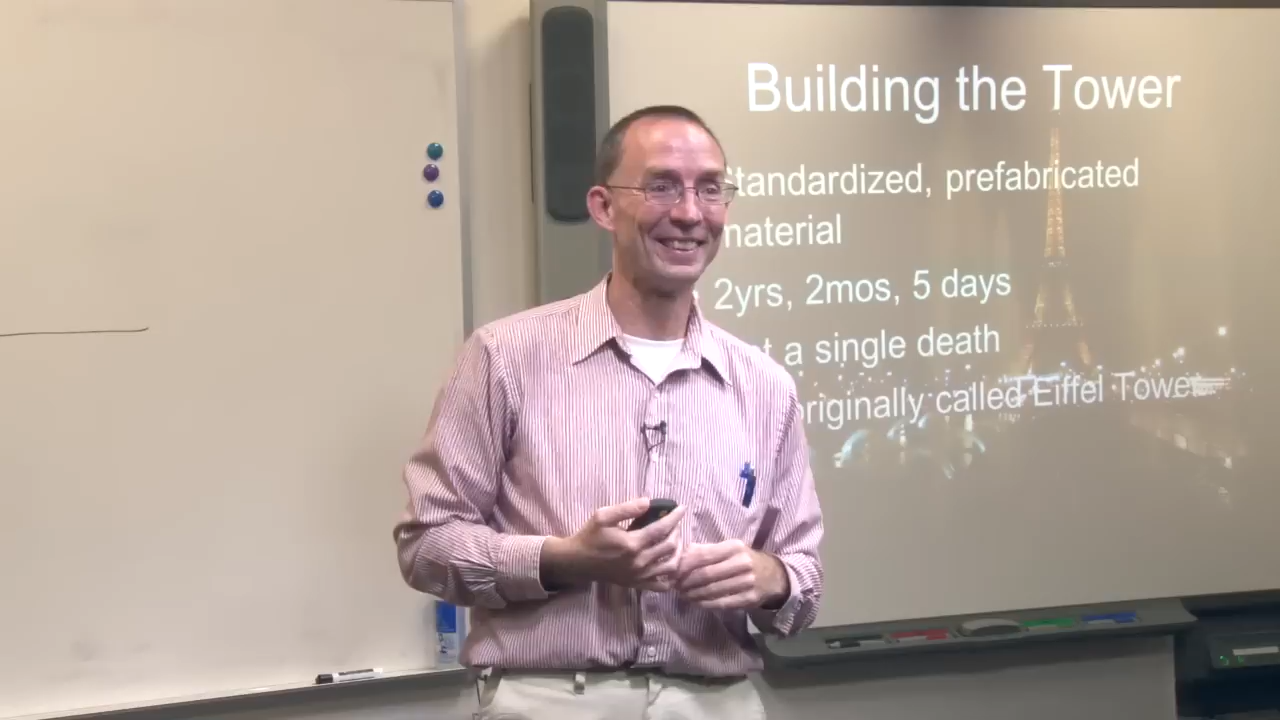 Building the Tower
Standardized, prefabricated
material
2yrs, 2mos, 5 days
a single death
originally called Eiffel Tower